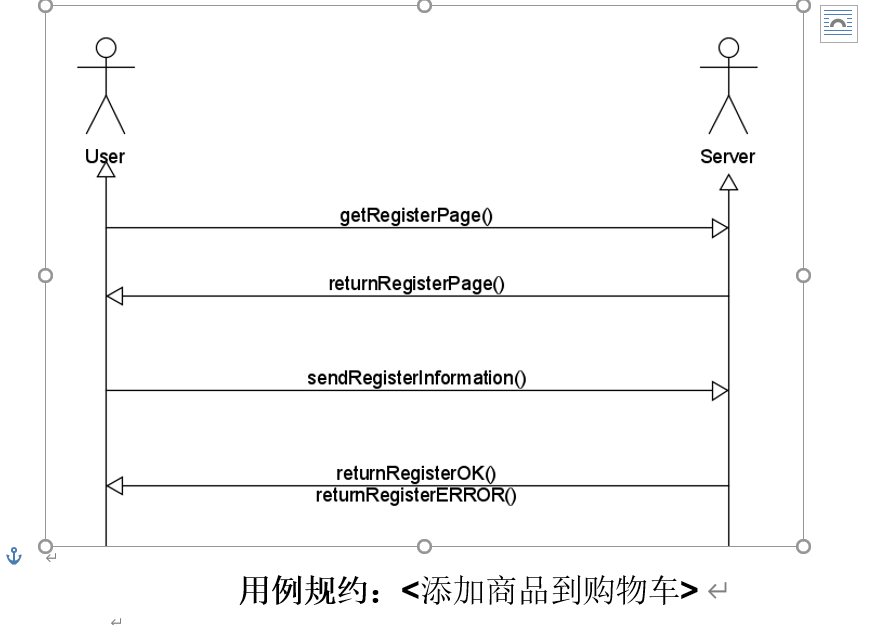 User
Server
getRegisterPage()
returnRegisterPage()
sendRegisterInformation()
returnRegisterOK()
returnRegisterERROR()
用例规约：<添加商品到购物车>